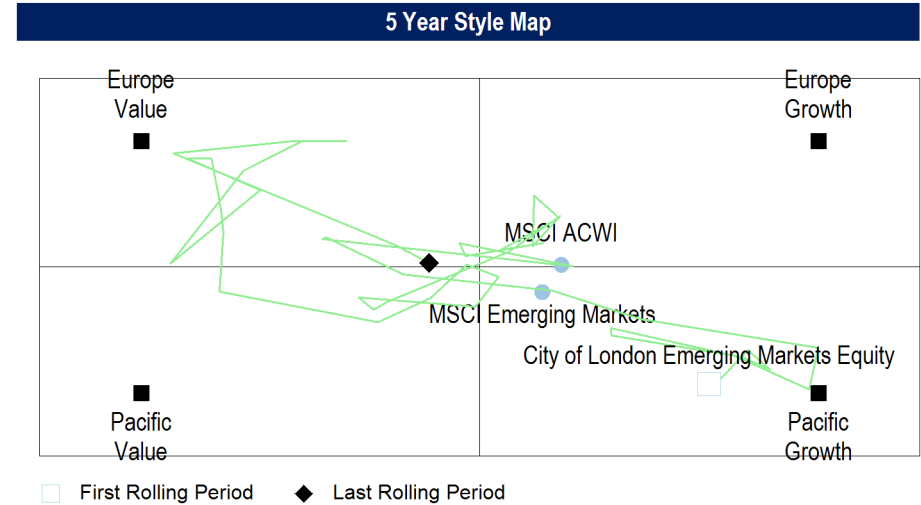 5 Year Style Map
Europe
Value
Europe
Growth
MSCI ACWI
MSCI Emerging Markets
City of London Emerging Markets Equity
Pacific
Value
Pacific
Growth
First Rolling Period
Last Rolling Period